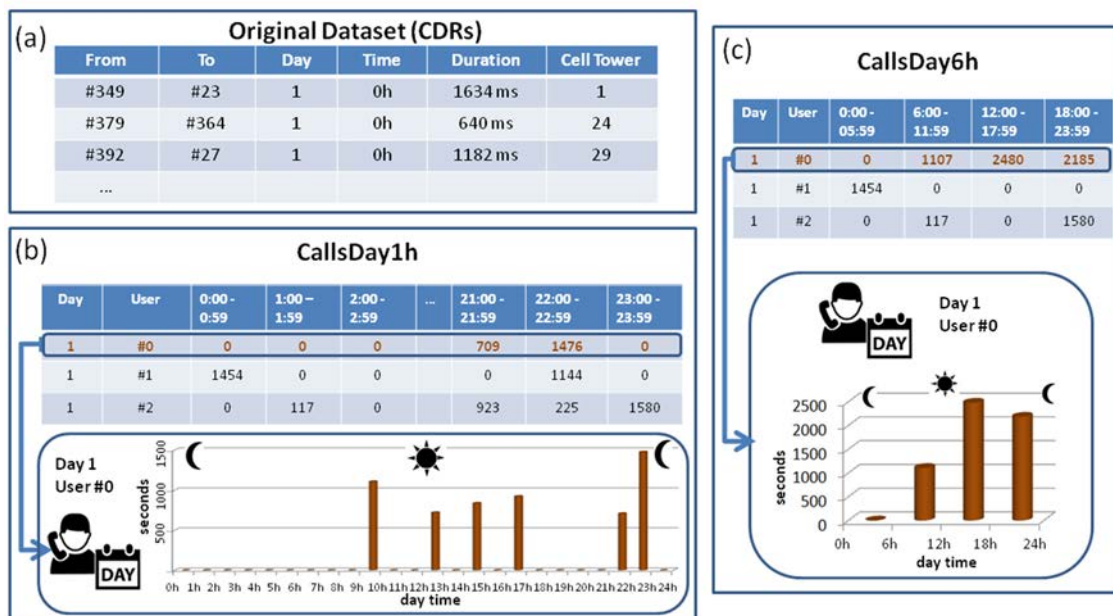 (a)
Original Dataset (CDRs)
From To Day Time Duration Cell Tower
#349 #23 1 0h 1634 ms 1
#379 #364 1 0h 640 ms 24
#392 #27 1 0h 1182 ms 29
...
(b)
CallsDay1h
Day User 0:00 - 0:59 1:00 – 1:59 2:00 - 2:59 ... 21:00 - 21:59 22:00 - 22:59 23:00 - 23:59
1 #0 0 0 0 709 1476 0
1 #1 1454 0 0 0 1144 0
1 #2 0 117 0 923 225 1580
Day 1
User #0
DAY
seconds
1500
1000
500
0h 1h 2h 3h 4h 5h 6h 7h 8h 9h 10h 11h 12h 13h 14h 15h 16h 17h 18h 19h 20h 21h 22h 23h 24h
day time
(c)
CallsDay6h
Day User 0:00 - 05:59 6:00 - 11:59 12:00 - 17:59 18:00 - 23:59
1 #0 0 1107 2480 2185
1 #1 1454 0 0 0
1 #2 0 117 0 1580
Day 1
User #0
DAY
seconds
2500
2000
1500
1000
500
0
0h 6h 12h 18h 24h
day time